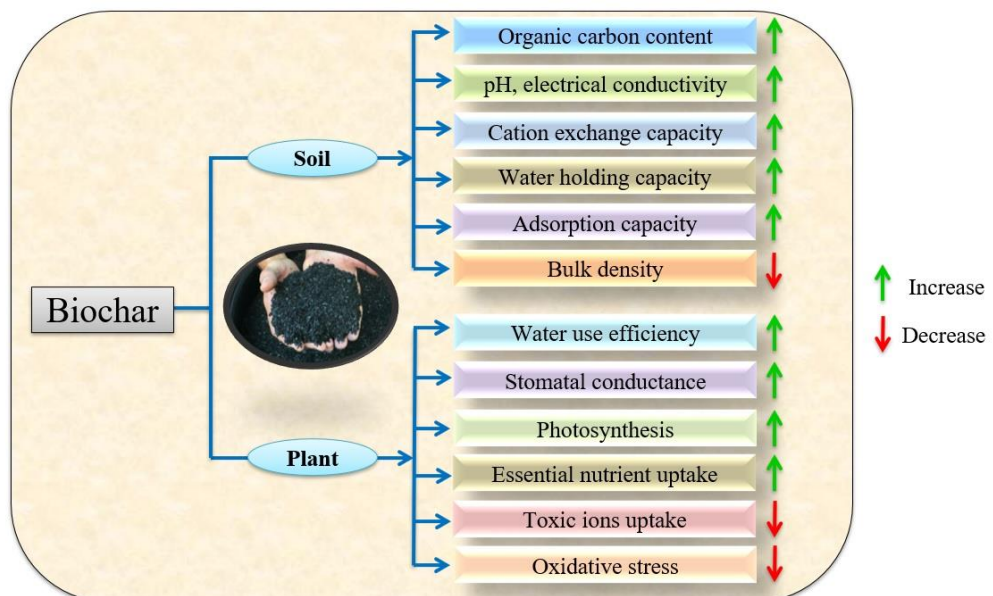 Biochar
Soil
Organic carbon content
pH, electrical conductivity
Cation exchange capacity
Water holding capacity
Adsorption capacity
Bulk density
Plant
Water use efficiency
Stomatal conductance
Photosynthesis
Essential nutrient uptake
Toxic ions uptake
Oxidative stress
Increase
Decrease